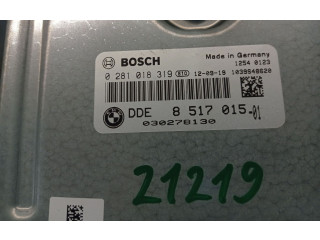 BOSCH
Made in Germany
1254 0123
0 281 018 319 K10 12-09-19 1039S48620
DDE 8 517 015-01
030278130
21219